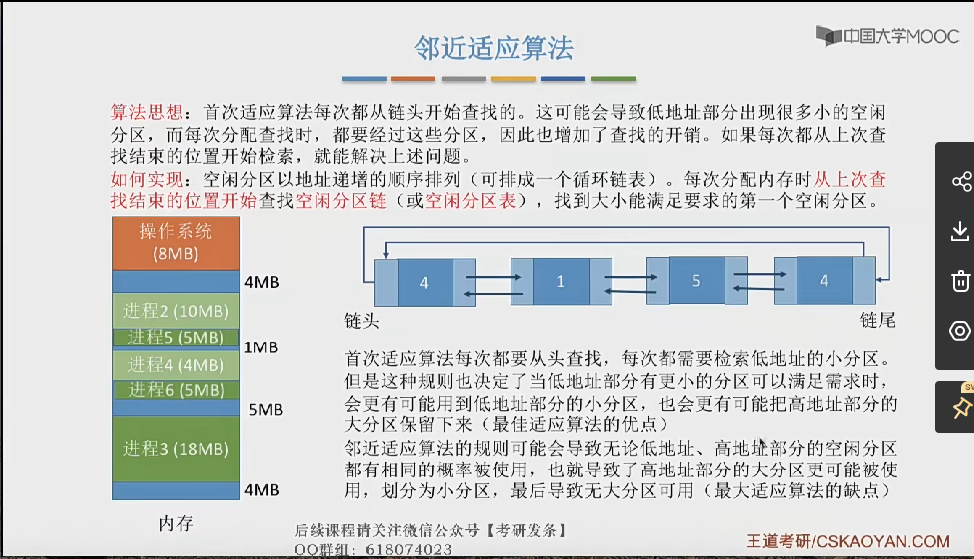 中国大学MOOC
邻近适应算法
算法思想：首次适应算法每次都从链头开始查找的。这可能会导致低地址部分出现很多小的空闲
分区，而每次分配查找时，都要经过这些分区，因此也增加了查找的开销。如果每次都从上次查
找结束的位置开始检索，就能解决上述问题。
如何实现：空闲分区以地址递增的顺序排列（可排成一个循环链表）。每次分配内存时从上次查
找结束的位置开始查找空闲分区链（或空闲分区表），找到大小能满足要求的第一个空闲分区。
操作系统
(8MB)
4MB
进程2 (10MB)
进程5 (5MB)
1MB
进程4 (4MB)
进程6 (5MB)
5MB
进程3 (18MB)
4MB
内存
4
1
5
4
链头
链尾
首次适应算法每次都要从头查找，每次都需要检索低地址的小分区。
但是这种规则也决定了当低地址部分有更小的分区可以满足需求时，
会更有可能用到低地址部分的小分区，也会更有可能把高地址部分的
大分区保留下来（最佳适应算法的优点）
邻近适应算法的规则可能会导致无论低地址、高地址部分的空闲分区
都有相同的概率被使用，也就导致了高地址部分的大分区更可能被使
用，划分为小分区，最后导致无大分区可用（最大适应算法的缺点）
后续课程请关注微信公众号【考研发条】
QQ群组：618074023
王道考研/CSKAOYAN.COM